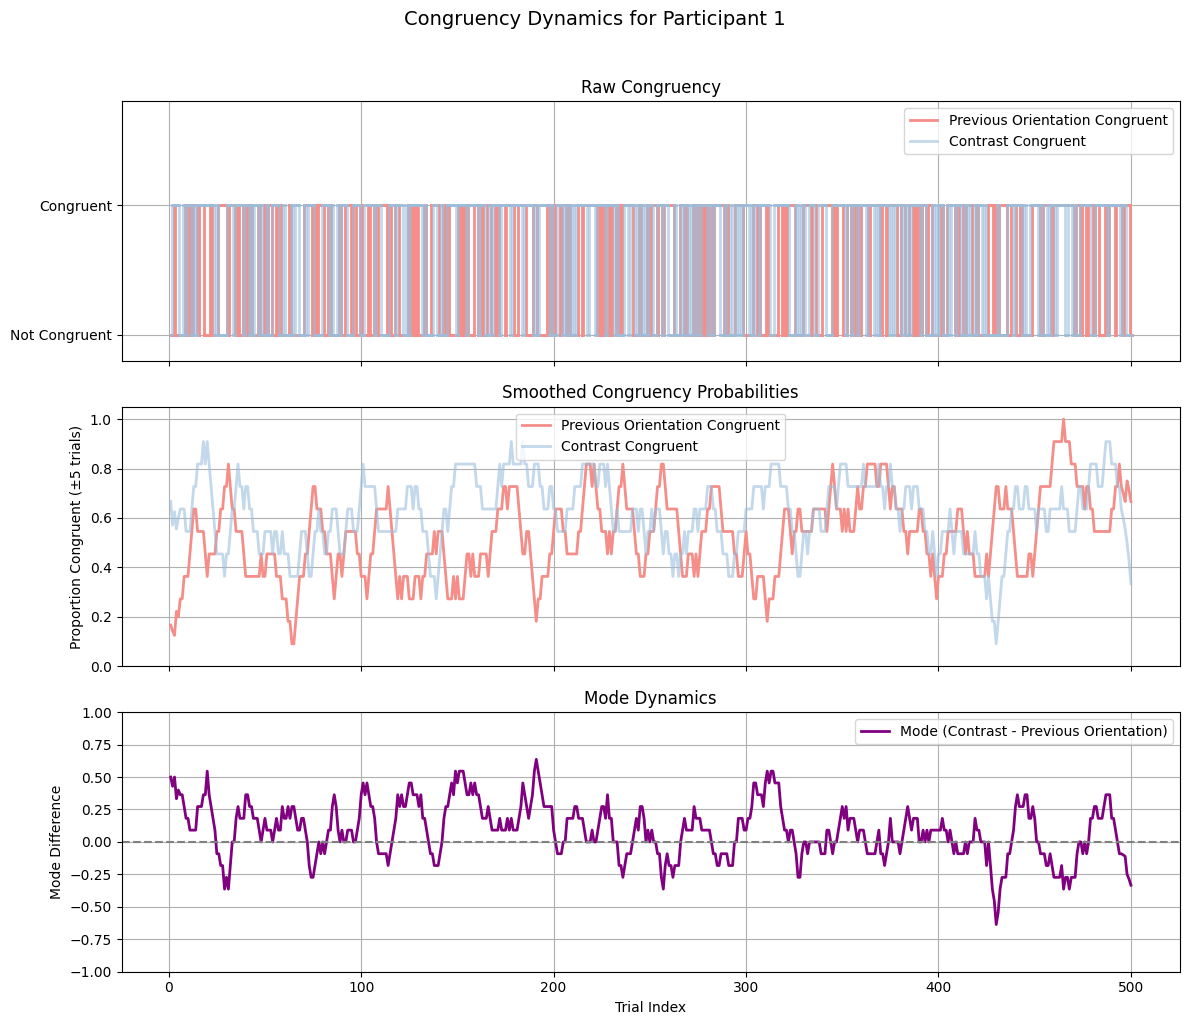 Congruency Dynamics for Participant 1
Raw Congruency
Previous Orientation Congruent
Contrast Congruent
Congruent
Not Congruent
Smoothed Congruency Probabilities
Previous Orientation Congruent
Contrast Congruent
Proportion Congruent (±5 trials)
1.0
0.8
0.6
0.4
0.2
0.0
Mode Dynamics
Mode (Contrast - Previous Orientation)
Mode Difference
1.00
0.75
0.50
0.25
0.00
−0.25
−0.50
−0.75
−1.00
0
100
200
300
400
500
Trial Index